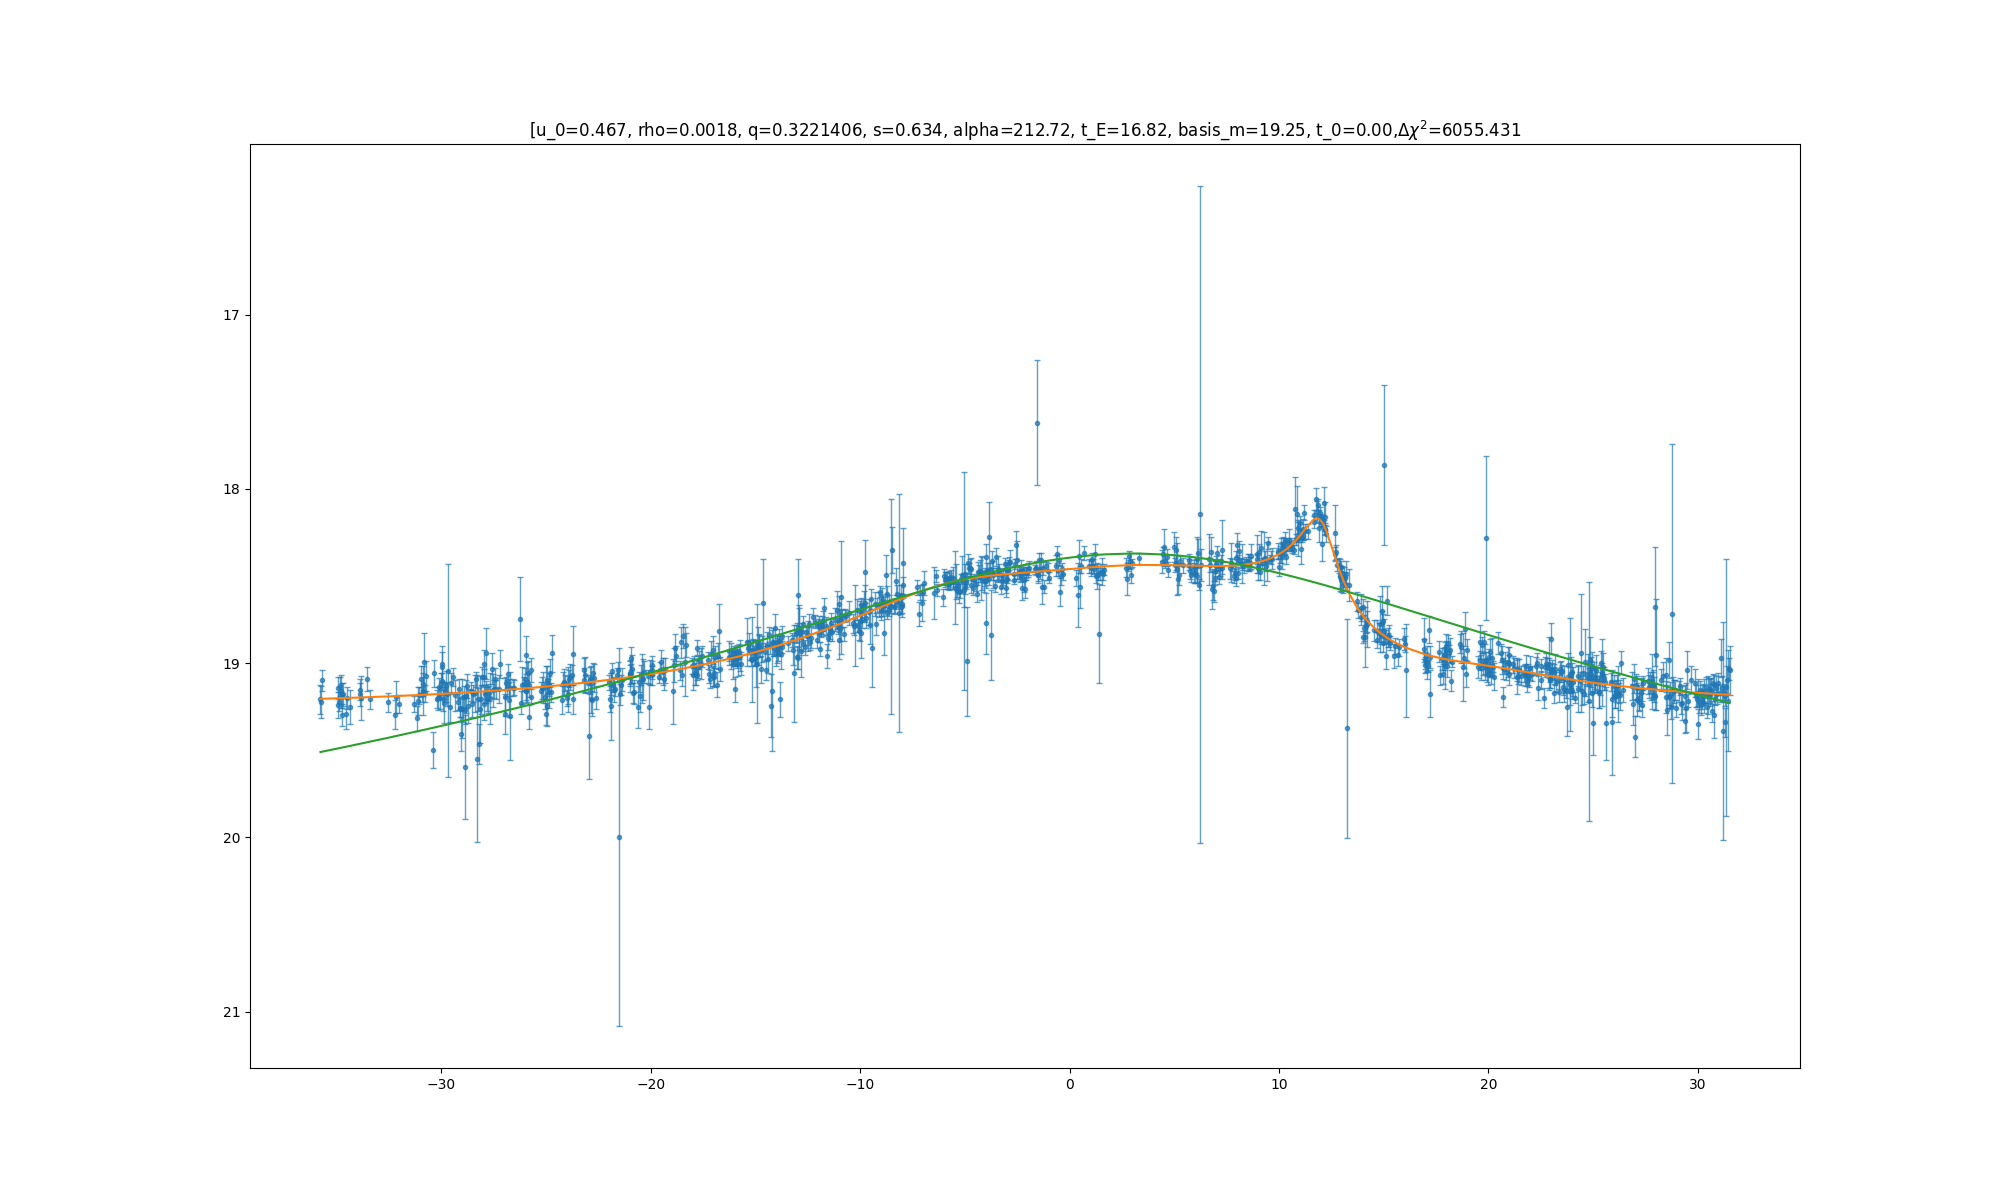 [u_0=0.467, rho=0.0018, q=0.3221406, s=0.634, alpha=212.72, t_E=16.82, basis_m=19.25, t_0=0.00,Δχ²=6055.431
17
18
19
20
21
−30 −20 −10 0 10 20 30